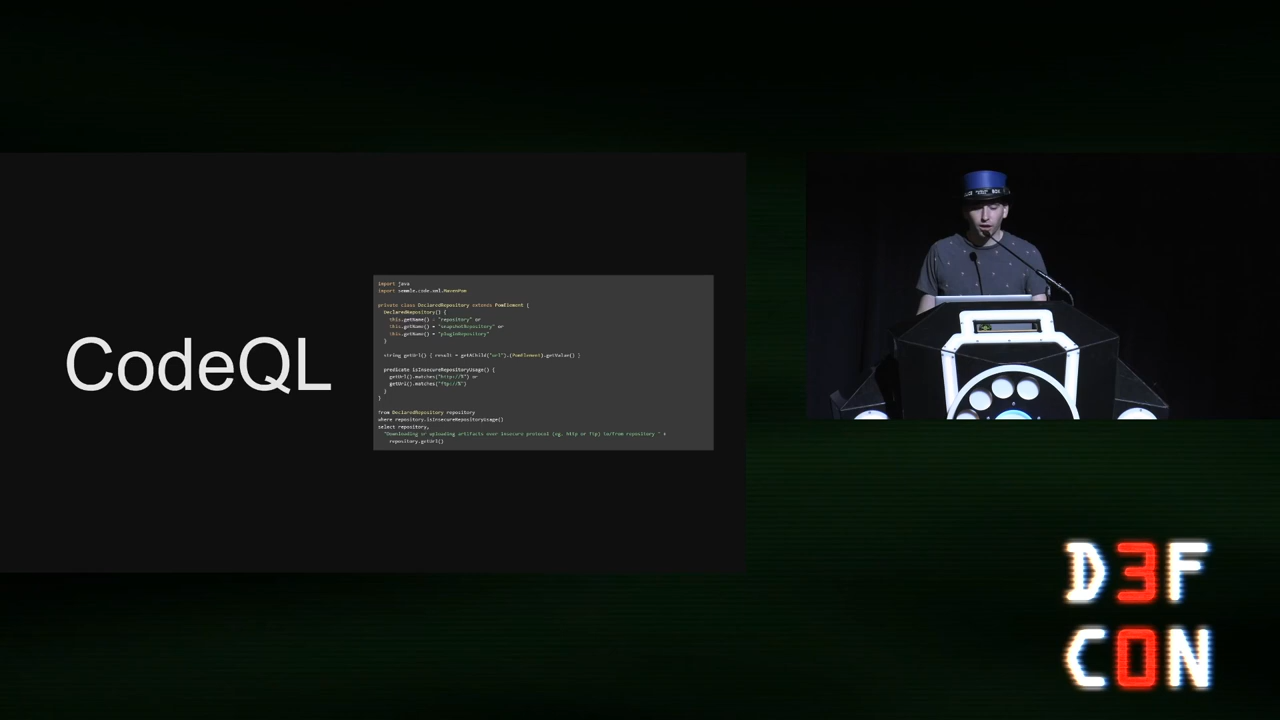 CodeQL
import java
import semmle.code.xml.MavenPom
private class DeclaredRepository extends PomElement {
DeclaredRepository() {
this.getName() = "repository" or
this.getName() = "snapshotRepository" or
this.getName() = "pluginRepository"
}
string getUrl() { result = getAChild("url").(PomElement).getValue() }
predicate isInsecureRepositoryUsage() {
getUrl().matches("http://%") or
getUrl().matches("ftp://%")
}
}
from DeclaredRepository repository
where repository.isInsecureRepositoryUsage()
select repository,
"Downloading or uploading artifacts over insecure protocol (eg. http or ftp) to/from repository " +
repository.getUrl()
D3F
C0N